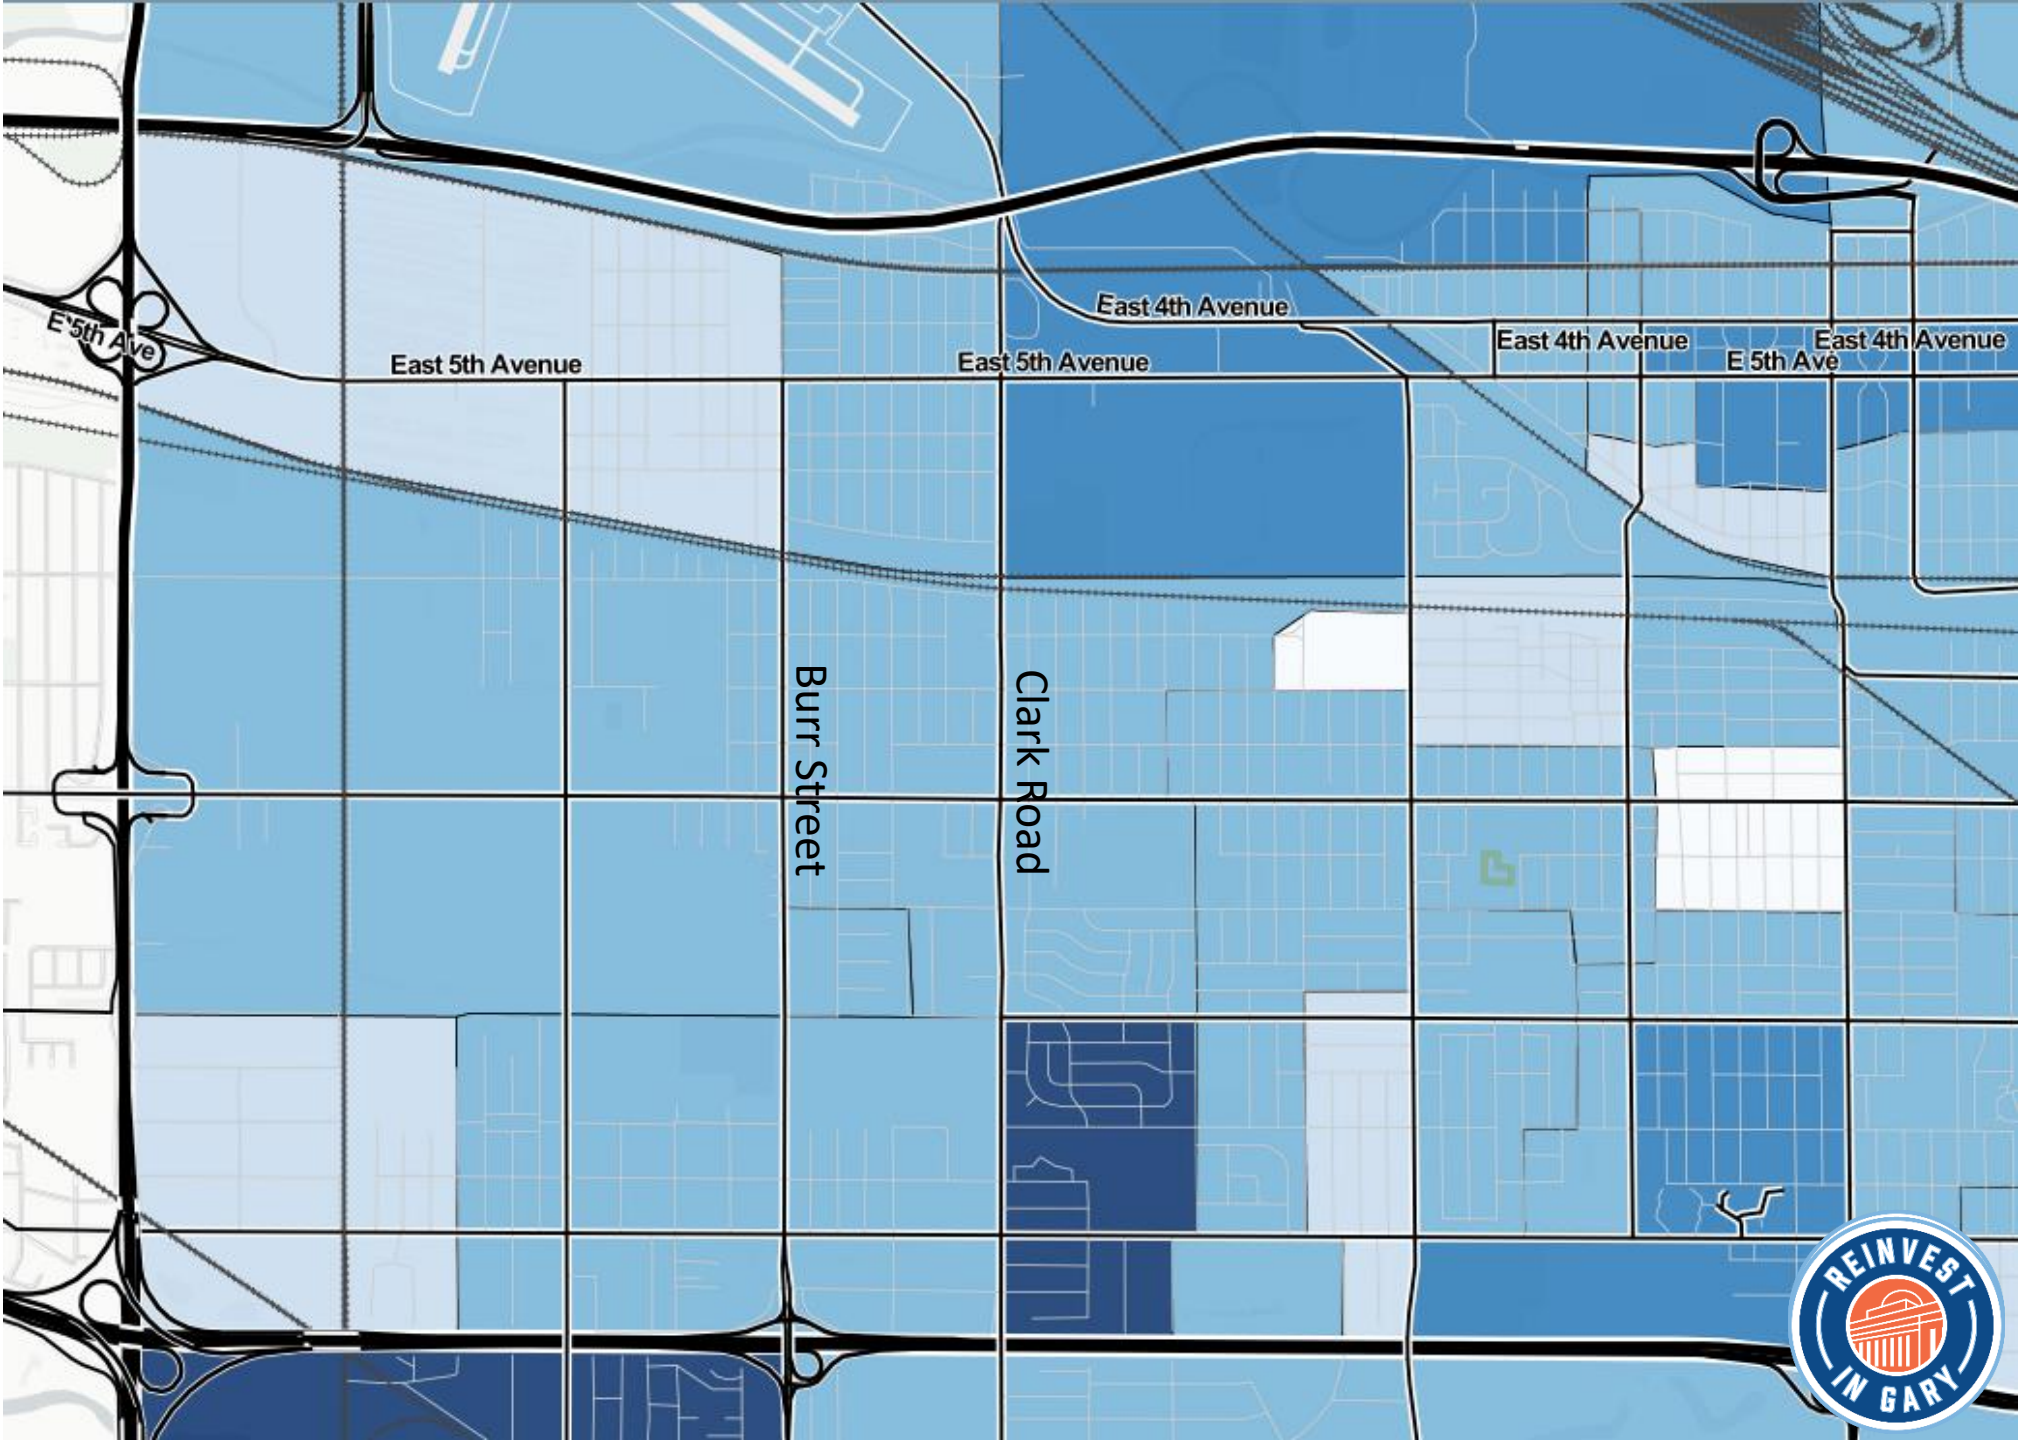 East 4th Avenue
E 5th Ave
East 4th Avenue
East 4th Avenue
East 5th Avenue
East 5th Avenue
E 5th Ave
Burr Street
Clark Road
REINVEST
IN GARY